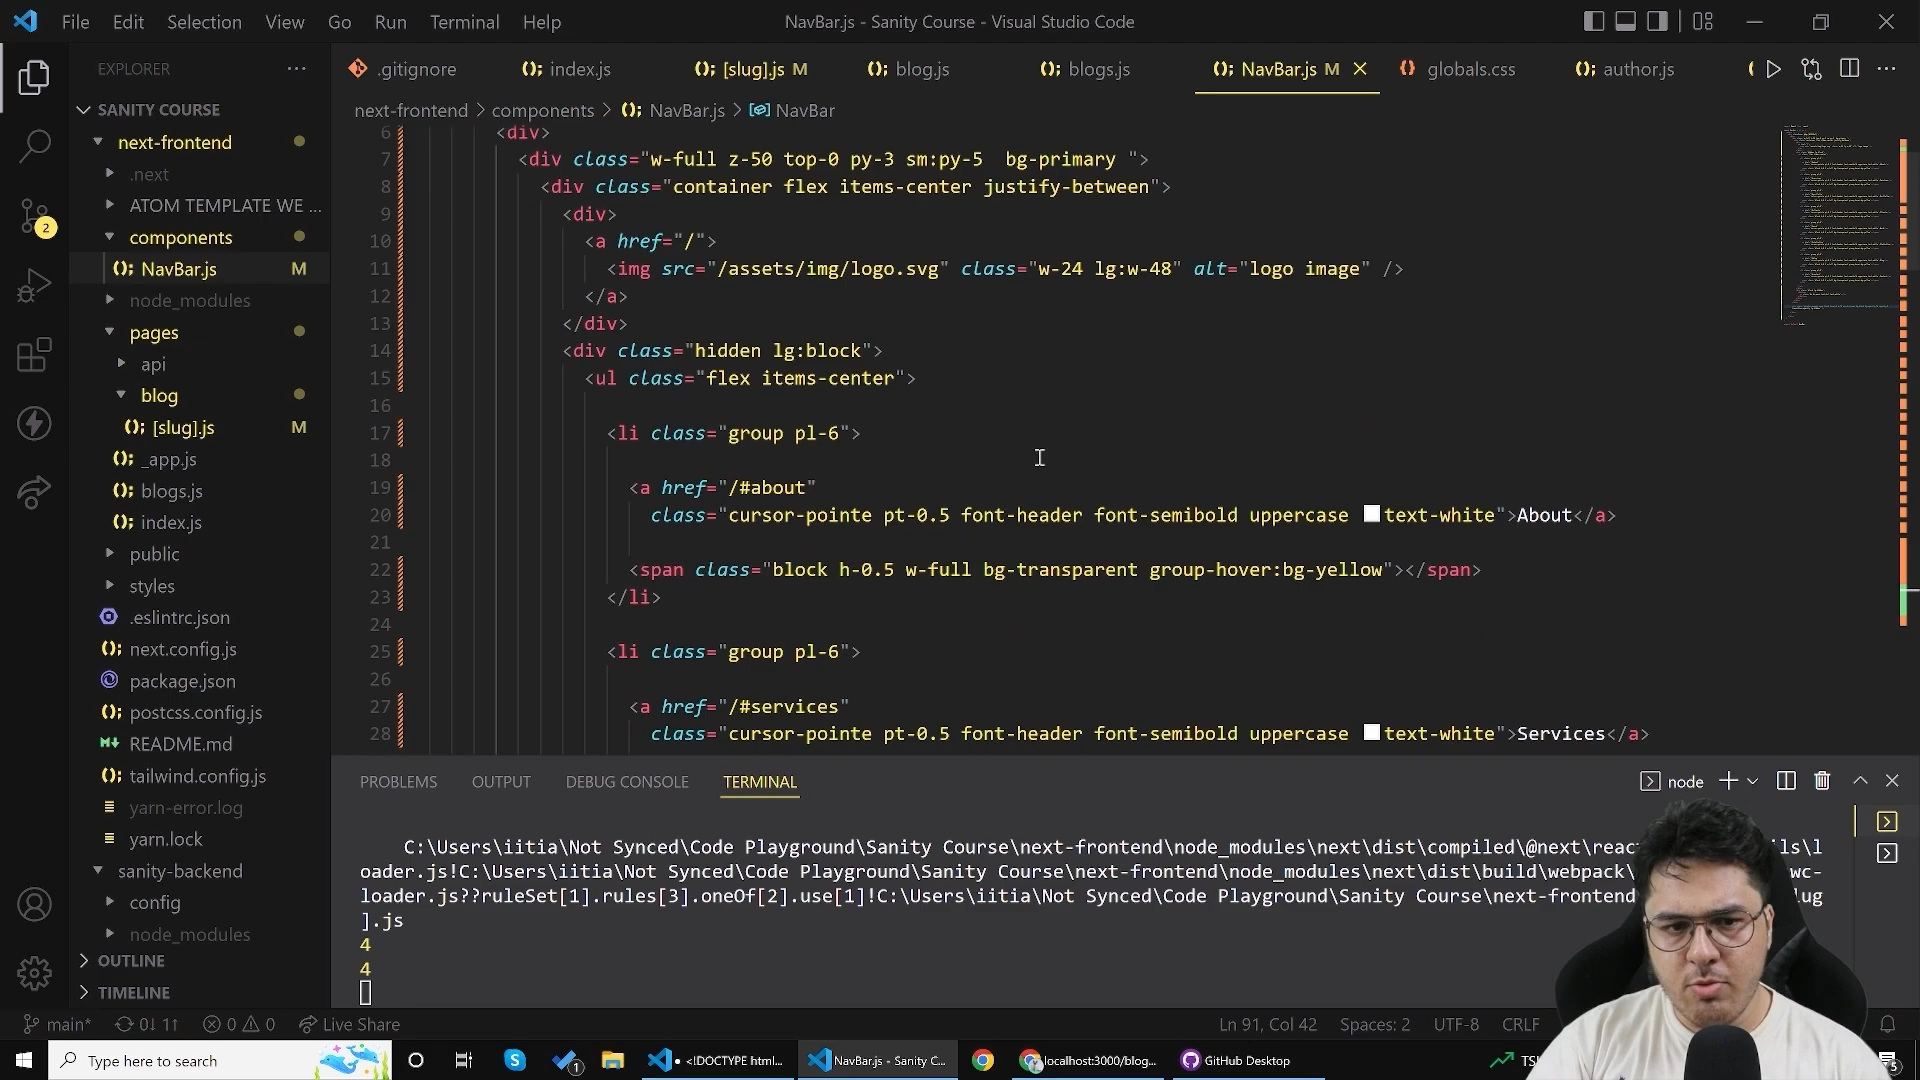 File Edit Selection View Go Run Terminal Help
NavBar.js - Sanity Course - Visual Studio Code
EXPLORER
.gitignore
index.js
[slug].js M
blog.js
blogs.js
NavBar.js M
globals.css
author.js
SANITY COURSE
next-frontend
.next
ATOM TEMPLATE WE ...
components
NavBar.js M
node_modules
pages
api
blog
[slug].js M
_app.js
blogs.js
index.js
public
styles
.eslintrc.json
next.config.js
package.json
postcss.config.js
README.md
tailwind.config.js
yarn-error.log
yarn.lock
sanity-backend
config
node_modules
OUTLINE
TIMELINE
2
next-frontend > components > NavBar.js > NavBar
6 <div>
7 <div class="w-full z-50 top-0 py-3 sm:py-5  bg-primary ">
8 <div class="container flex items-center justify-between">
9 <div>
10 <a href="/">
11 <img src="/assets/img/logo.svg" class="w-24 lg:w-48" alt="logo image" />
12 </a>
13 </div>
14 <div class="hidden lg:block">
15 <ul class="flex items-center">
16
17 <li class="group pl-6">
18
19 <a href="/#about"
20 class="cursor-pointe pt-0.5 font-header font-semibold uppercase text-white">About</a>
21
22 <span class="block h-0.5 w-full bg-transparent group-hover:bg-yellow"></span>
23 </li>
24
25 <li class="group pl-6">
26
27 <a href="/#services"
28 class="cursor-pointe pt-0.5 font-header font-semibold uppercase text-white">Services</a>
PROBLEMS OUTPUT DEBUG CONSOLE TERMINAL
node
C:\Users\iitia\Not Synced\Code Playground\Sanity Course\next-frontend\node_modules\next\dist\compiled\@next\reac ils\l
oader.js!C:\Users\iitia\Not Synced\Code Playground\Sanity Course\next-frontend\node_modules\next\dist\build\webpack\ wc-
loader.js??ruleSet[1].rules[3].oneOf[2].use[1]!C:\Users\iitia\Not Synced\Code Playground\Sanity Course\next-frontend lug
].js
4
4
main* 0↓ 1↑ 0 0 Live Share
Ln 91, Col 42 Spaces: 2 UTF-8 CRLF
Type here to search
1
<!DOCTYPE html...
NavBar.js - Sanity C...
localhost:3000/blog...
GitHub Desktop